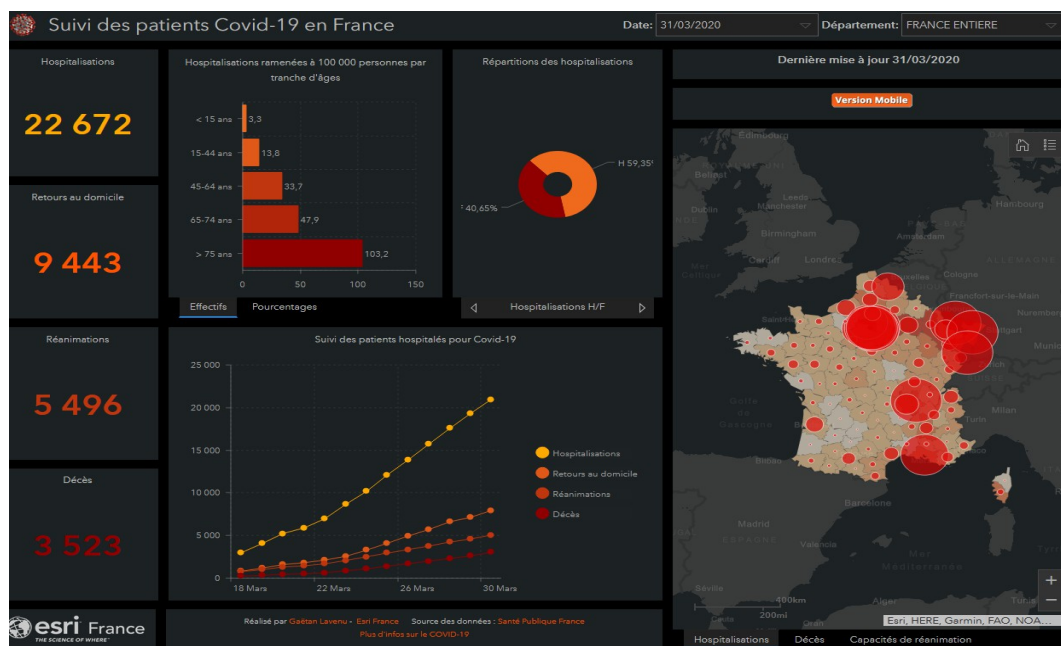 Suivi des patients Covid-19 en France
Date: 31/03/2020
Département: FRANCE ENTIERE
Hospitalisations
22 672
Retours au domicile
9 443
Réanimations
5 496
Décès
3 523
Hospitalisations ramenées à 100 000 personnes par
tranche d'âges
< 15 ans 3,3
15-44 ans 13,8
45-64 ans 33,7
65-74 ans 47,9
> 75 ans 103,2
0 50 100 150
Effectifs Pourcentages
Répartitions des hospitalisations
H 59,35
40,65%
Hospitalisations H/F
Suivi des patients hospitalés pour Covid-19
25 000
20 000
15 000
10 000
5 000
0
18 Mars 22 Mars 26 Mars 30 Mars
Hospitalisations
Retours au domicile
Réanimations
Décès
Dernière mise à jour 31/03/2020
Version Mobile
Edimbourg
Belfast
Leeds
Dublin Manchester
Hambourg
Birmingham
Amsterdam
Cardiff Londre
ALLEMAGNE
Cologne
Francfort-sur-le-Main
Nuremberg
Munic
Golfe
de
Gascogne
Milan
Turin
Barcelone
Madrid
ESPAGNE
Valencia
Mer
Méditerranée
Séville
Alger
Tunis
400km
200mi
Esri, HERE, Garmin, FAO, NOA...
+
−
Hospitalisations Décès Capacités de réanimation
esri France
THE SCIENCE OF WHERE
Réalisé par Gaëtan Lavenu - Esri France Source des données : Santé Publique France
Plus d'infos sur le COVID-19